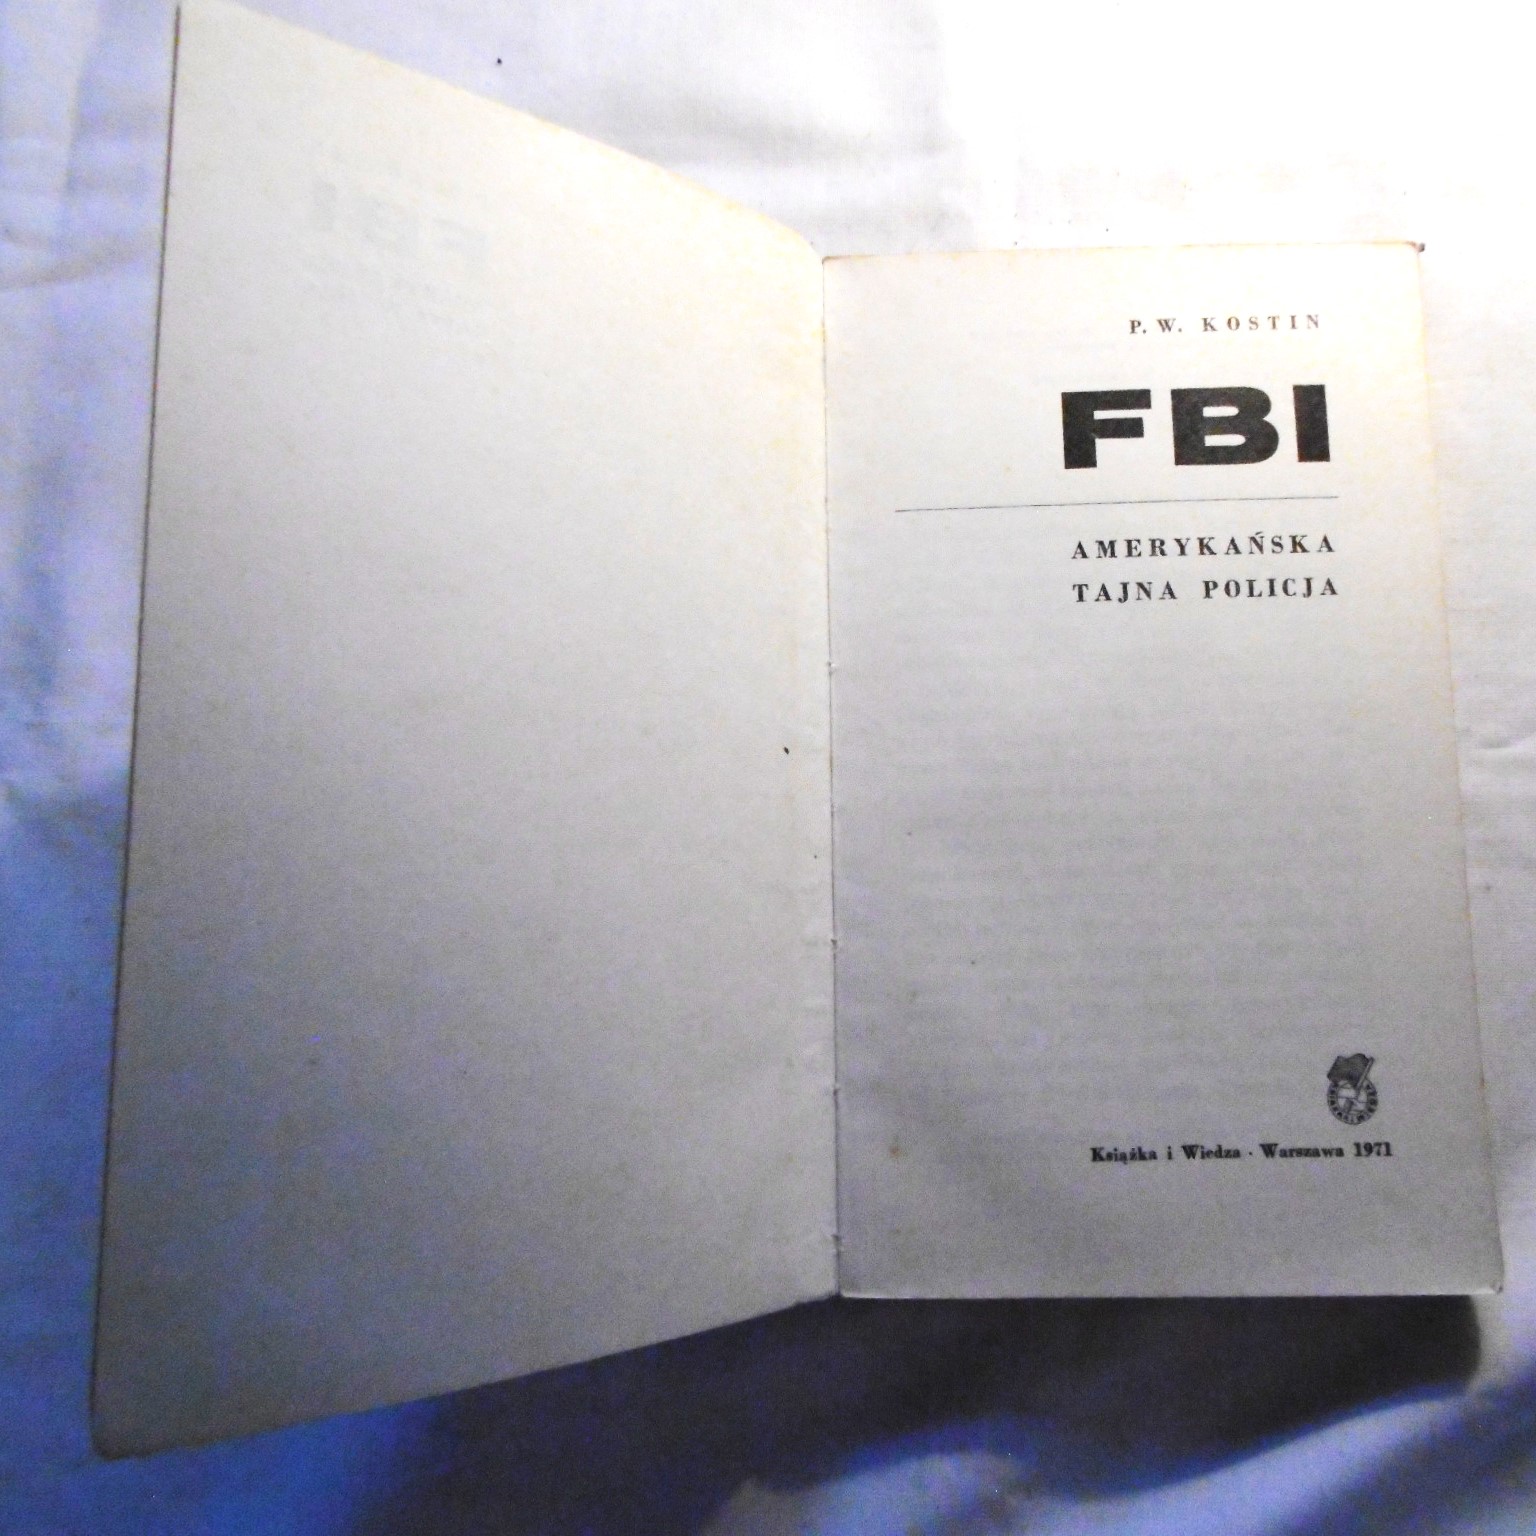 P. W. KOSTIN
FBI
AMERYKAŃSKA
TAJNA POLICJA
Książka i Wiedza · Warszawa 1971